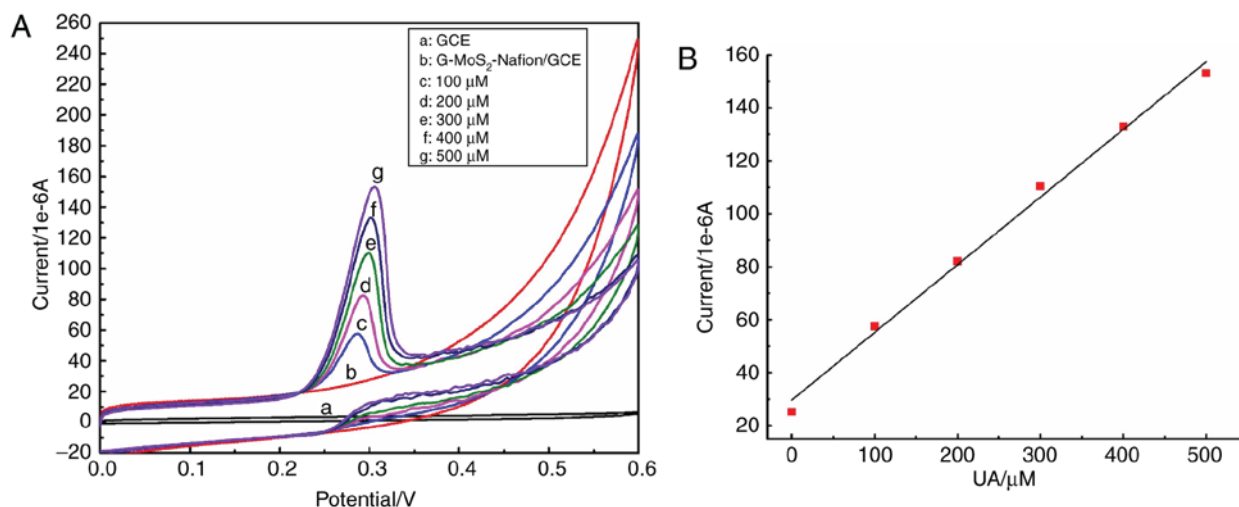 A
260
240
220
200
180
160
140
120
100
80
60
40
20
0
−20
Current/1e-6A
a: GCE
b: G-MoS₂-Nafion/GCE
c: 100 μM
d: 200 μM
e: 300 μM
f: 400 μM
g: 500 μM
g
f
e
d
c
b
a
0.0 0.1 0.2 0.3 0.4 0.5 0.6
Potential/V
B
160
140
120
100
80
60
40
20
Current/1e-6A
0 100 200 300 400 500
UA/μM